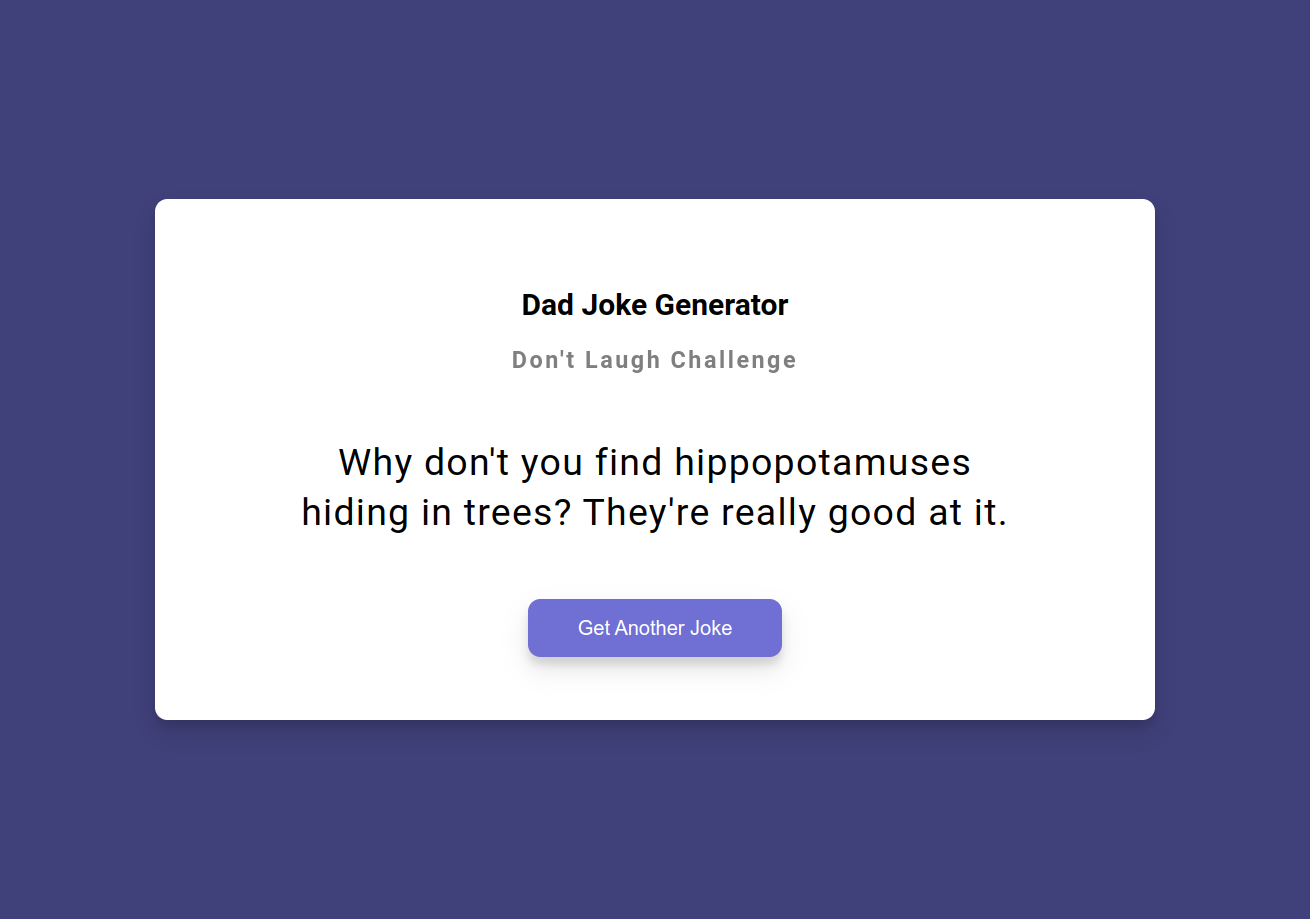 Dad Joke Generator
Don't Laugh Challenge
Why don't you find hippopotamuses
hiding in trees? They're really good at it.
Get Another Joke